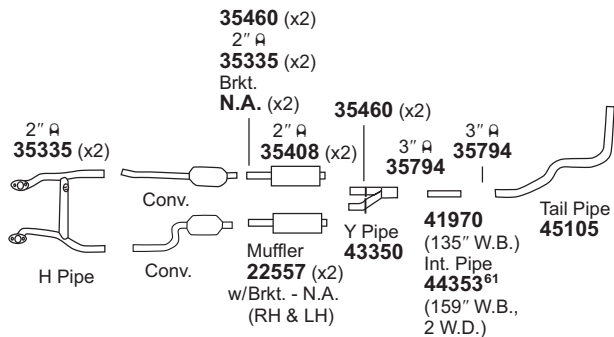 35460 (x2)
2″
35335 (x2)
Brkt.
N.A. (x2)
35460 (x2)
2″
35335 (x2)
2″
35408 (x2)
3″
35794
3″
35794
Conv.
Conv.
H Pipe
Muffler
22557 (x2)
w/Brkt. - N.A.
(RH & LH)
Y Pipe
43350
41970
(135″ W.B.)
Int. Pipe
44353⁶¹
(159″ W.B.,
2 W.D.)
Tail Pipe
45105